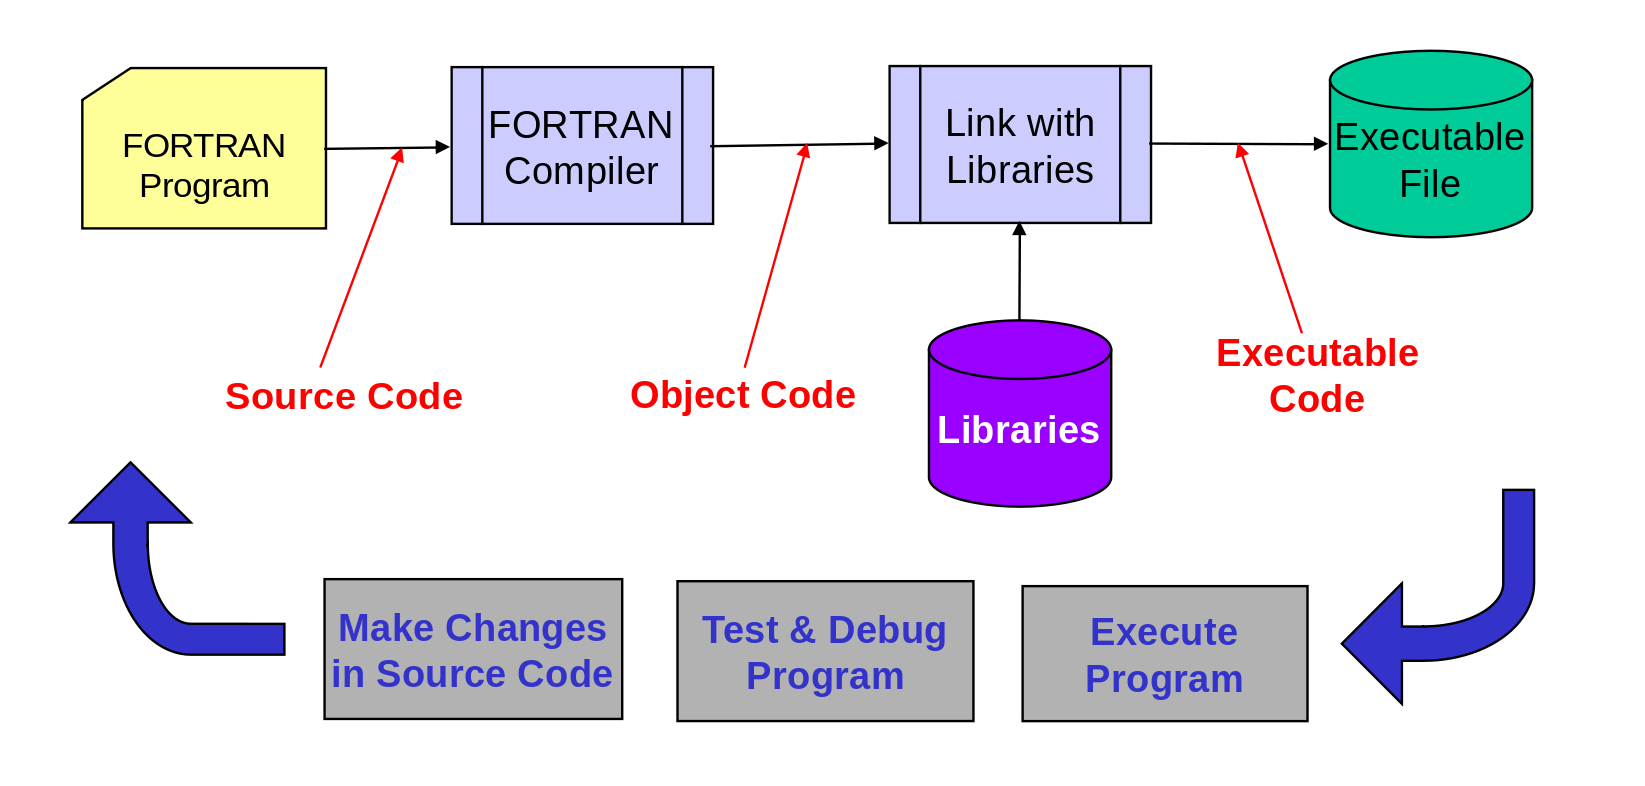 FORTRAN
Program
FORTRAN
Compiler
Link with
Libraries
Executable
File
Source Code
Object Code
Libraries
Executable
Code
Make Changes
in Source Code
Test & Debug
Program
Execute
Program